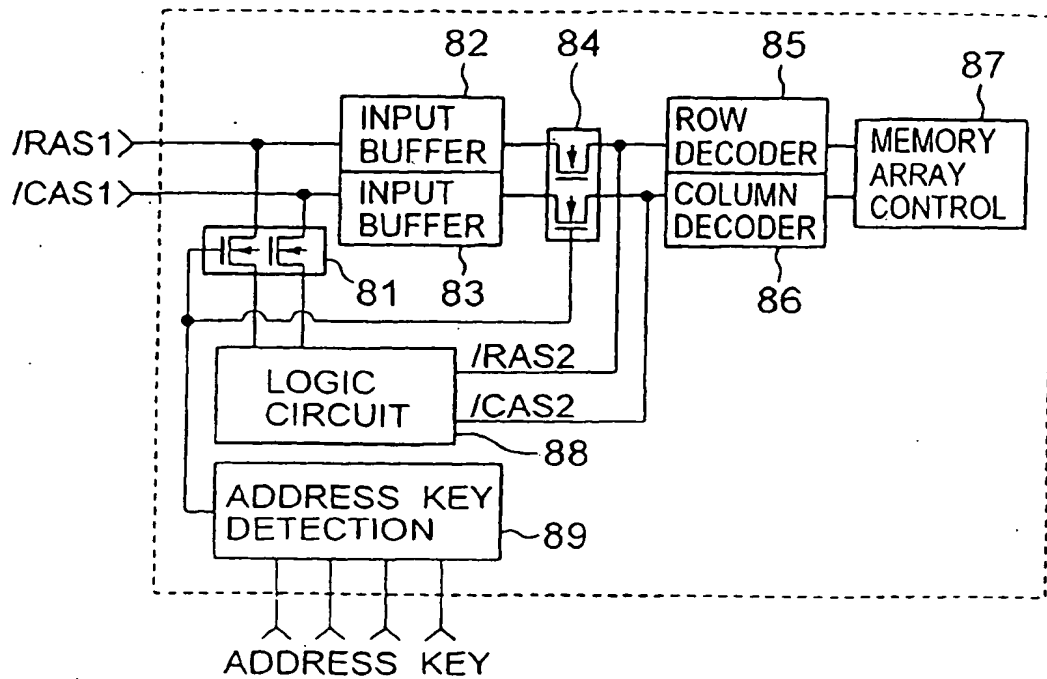 82
84
85
87
/RAS1
INPUT
BUFFER
ROW
DECODER
MEMORY
ARRAY
CONTROL
/CAS1
INPUT
BUFFER
COLUMN
DECODER
81
83
86
/RAS2
LOGIC
CIRCUIT
/CAS2
88
ADDRESS KEY
DETECTION
89
ADDRESS KEY